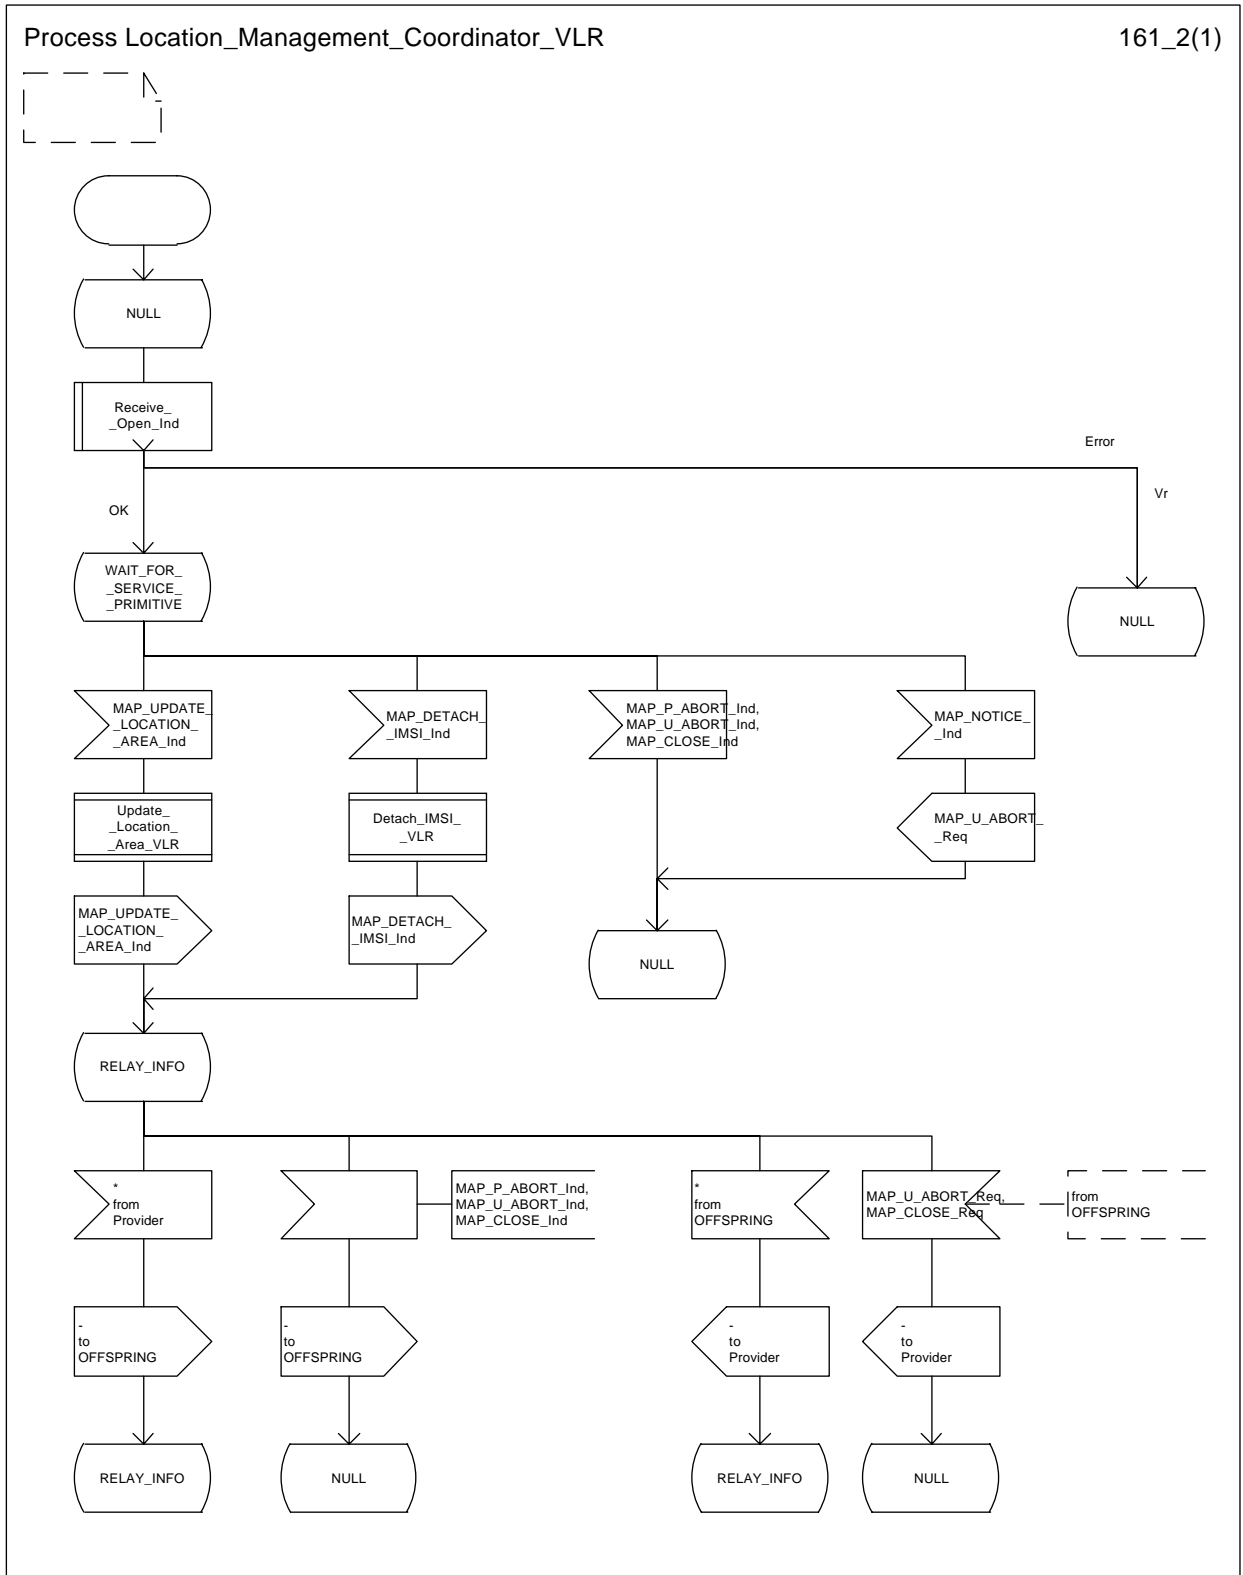 Process Location_Management_Coordinator_VLR
161_2(1)
NULL
Receive_
_Open_Ind
Error
Vr
OK
WAIT_FOR_
_SERVICE_
_PRIMITIVE
NULL
MAP_UPDATE_
_LOCATION_
_AREA_Ind
MAP_DETACH_
_IMSI_Ind
MAP_P_ABORT_Ind,
MAP_U_ABORT_Ind,
MAP_CLOSE_Ind
MAP_NOTICE_
_Ind
Update_
_Location_
_Area_VLR
Detach_IMSI_
_VLR
MAP_U_ABORT_
_Req
MAP_UPDATE_
_LOCATION_
_AREA_Ind
MAP_DETACH_
_IMSI_Ind
NULL
RELAY_INFO
*
from
Provider
MAP_P_ABORT_Ind,
MAP_U_ABORT_Ind,
MAP_CLOSE_Ind
*
from
OFFSPRING
MAP_U_ABORT_Req,
MAP_CLOSE_Req
from
OFFSPRING
-
to
OFFSPRING
-
to
OFFSPRING
-
to
Provider
-
to
Provider
RELAY_INFO
NULL
RELAY_INFO
NULL